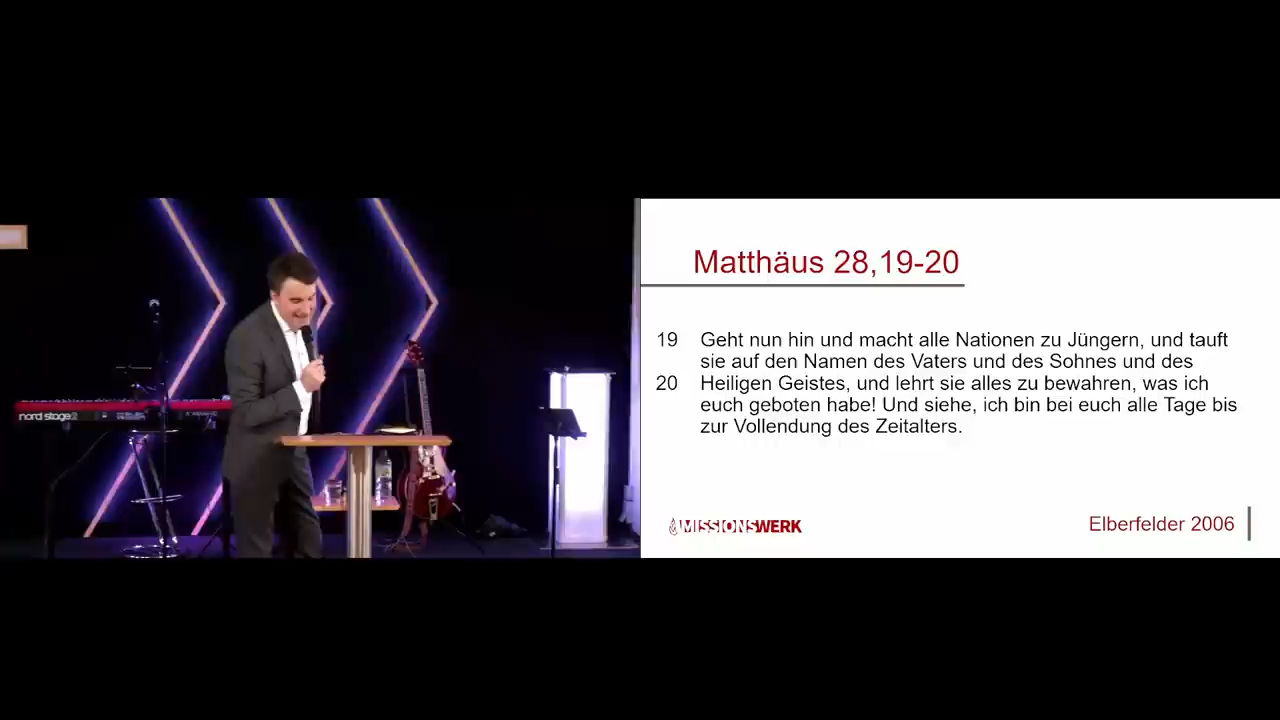 nord stage 2
Matthäus 28,19-20
19 Geht nun hin und macht alle Nationen zu Jüngern, und tauft
sie auf den Namen des Vaters und des Sohnes und des
20 Heiligen Geistes, und lehrt sie alles zu bewahren, was ich
euch geboten habe! Und siehe, ich bin bei euch alle Tage bis
zur Vollendung des Zeitalters.
MISSIONSWERK
Elberfelder 2006